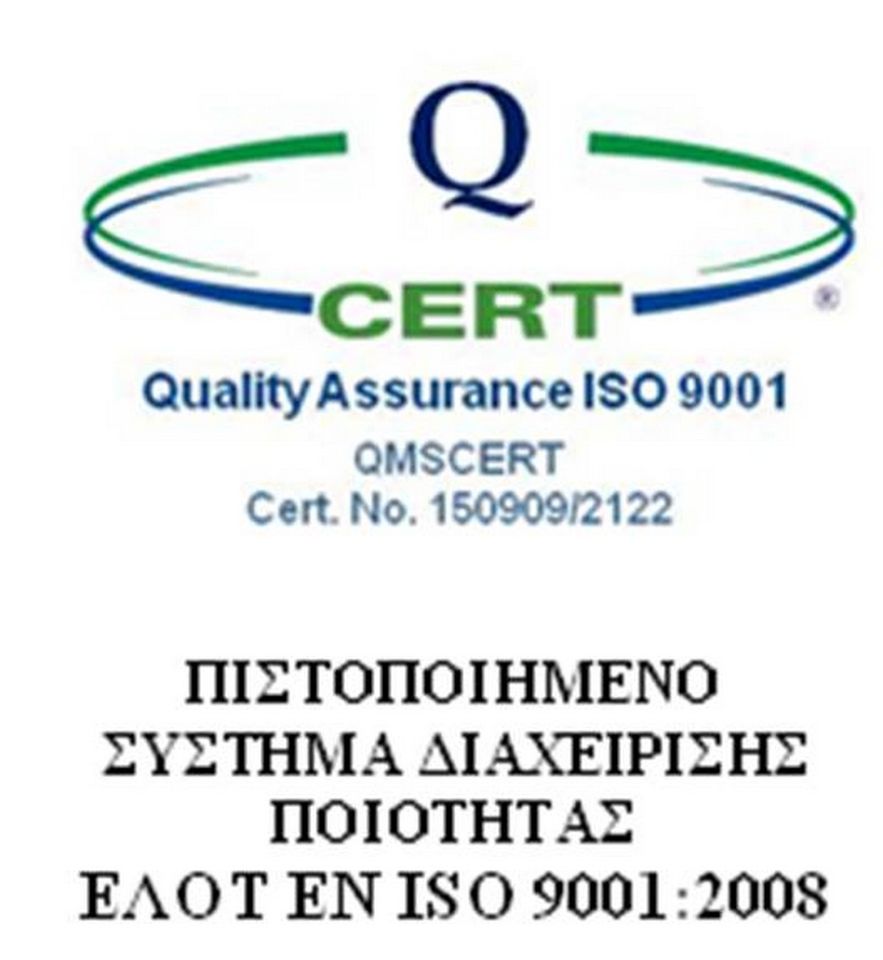 Q
CERT ®
Quality Assurance ISO 9001
QMSCERT
Cert. No. 150909/2122
ΠΙΣΤΟΠΟΙΗΜΕΝΟ
ΣΥΣΤΗΜΑ ΔΙΑΧΕΙΡΙΣΗΣ
ΠΟΙΟΤΗΤΑΣ
ΕΛΟΤ ΕΝ ISO 9001:2008